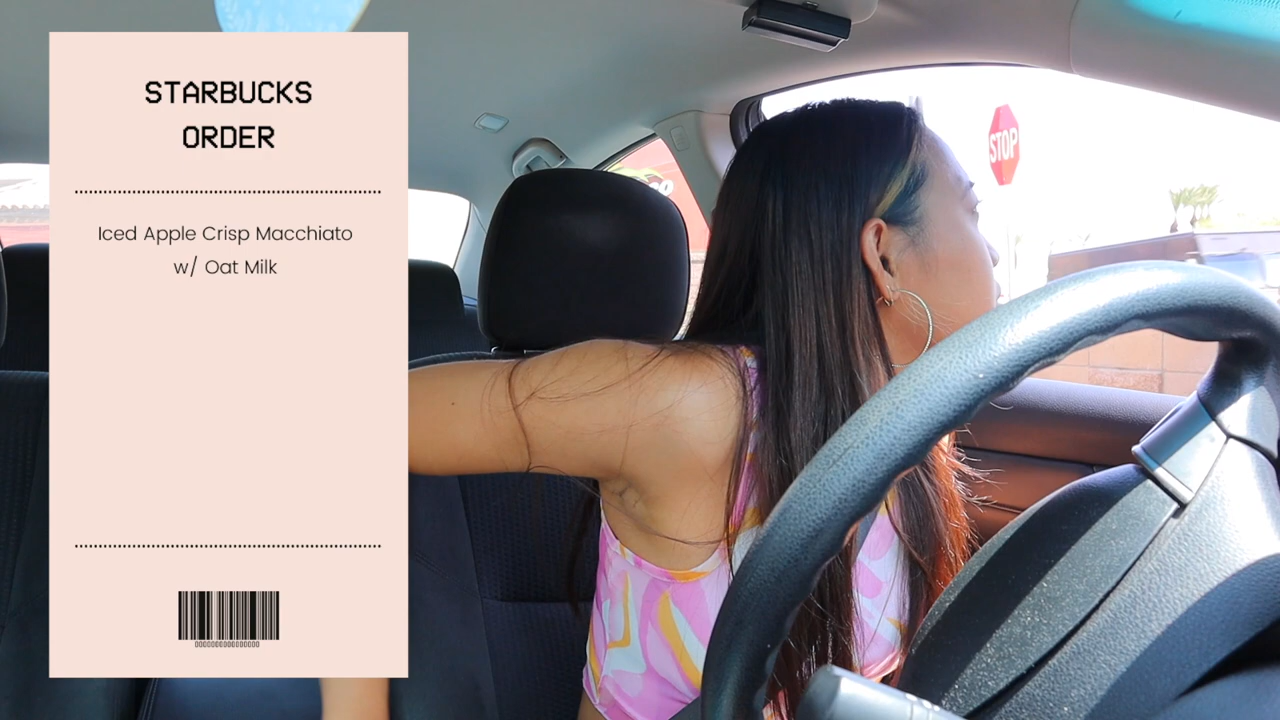 STARBUCKS
ORDER
Iced Apple Crisp Macchiato
w/ Oat Milk
STOP